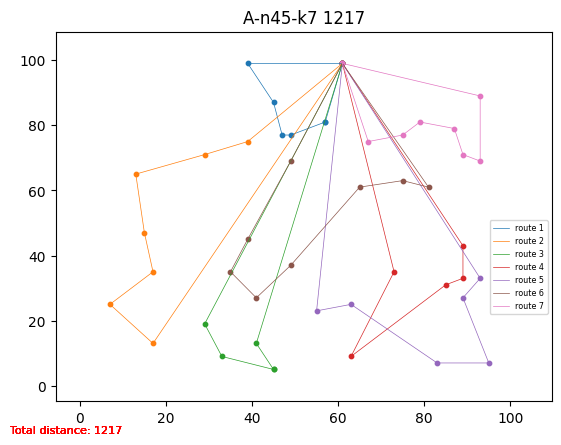 A-n45-k7 1217
100
80
60
40
20
0
0 20 40 60 80 100
route 1
route 2
route 3
route 4
route 5
route 6
route 7
Total distance: 1217